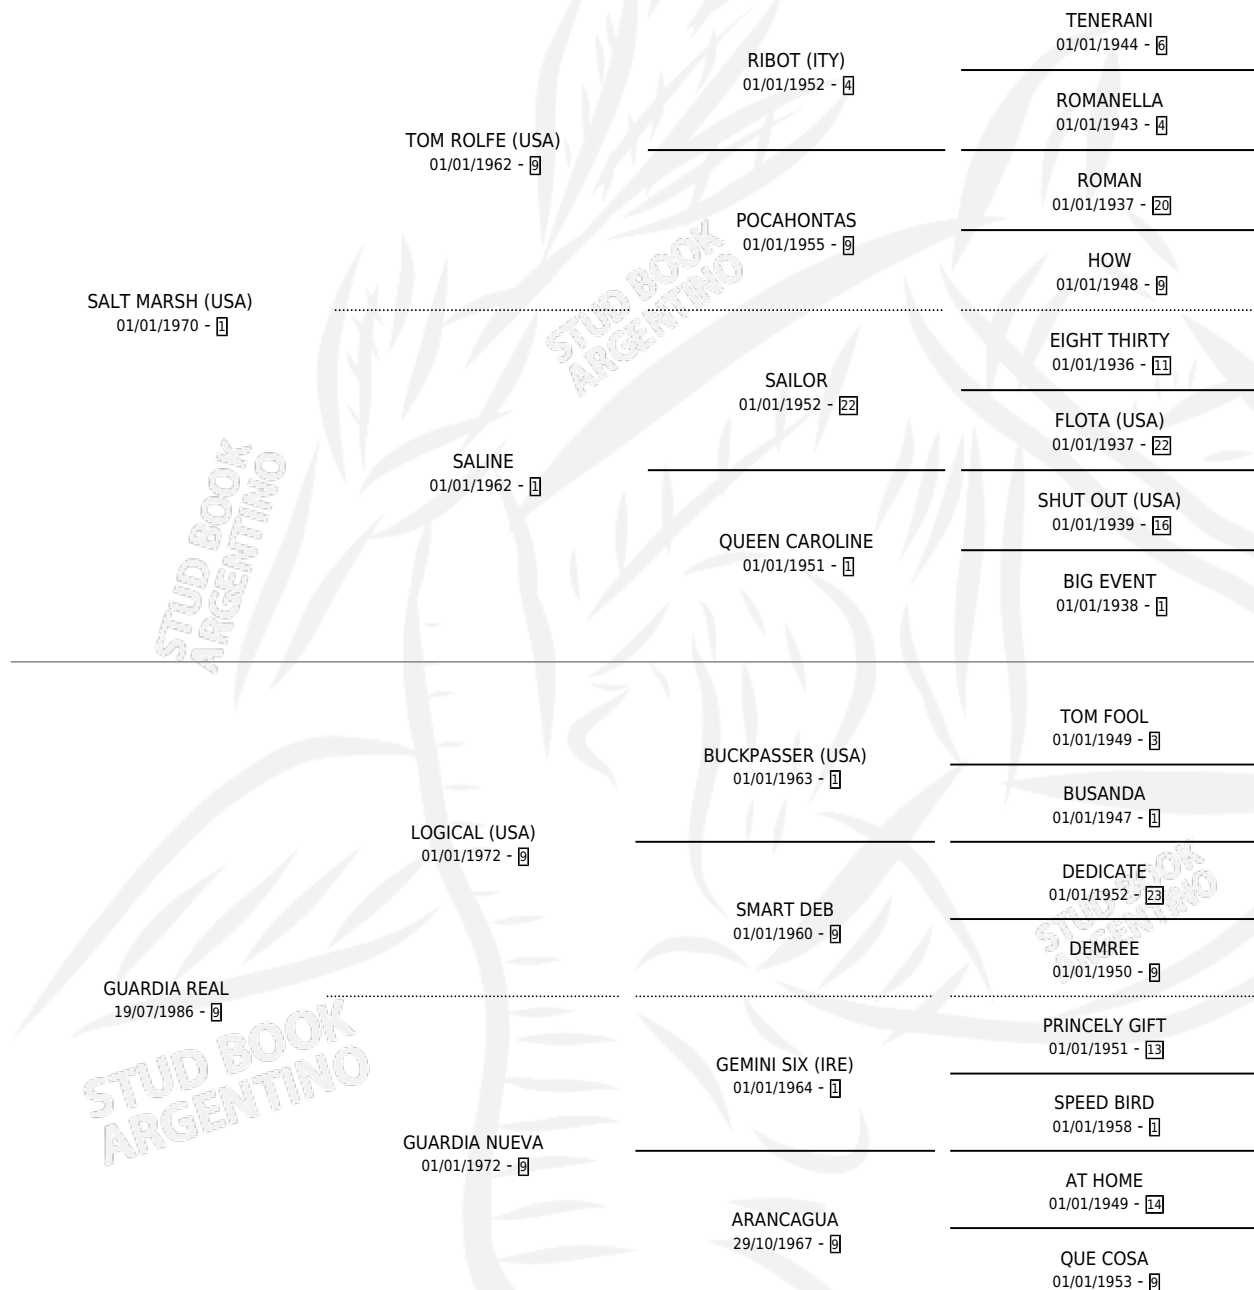 TENERANI
01/01/1944 - 6
RIBOT (ITY)
01/01/1952 - 4
ROMANELLA
01/01/1943 - 4
TOM ROLFE (USA)
01/01/1962 - 9
ROMAN
01/01/1937 - 20
POCAHONTAS
01/01/1955 - 9
HOW
01/01/1948 - 9
SALT MARSH (USA)
01/01/1970 - 1
STUD BOOK
ARGENTINO
EIGHT THIRTY
01/01/1936 - 11
SAILOR
01/01/1952 - 22
FLOTA (USA)
01/01/1937 - 22
SALINE
01/01/1962 - 1
SHUT OUT (USA)
01/01/1939 - 16
QUEEN CAROLINE
01/01/1951 - 1
BIG EVENT
01/01/1938 - 1
STUD BOOK
ARGENTINO
TOM FOOL
01/01/1949 - 3
BUCKPASSER (USA)
01/01/1963 - 1
BUSANDA
01/01/1947 - 1
LOGICAL (USA)
01/01/1972 - 9
DEDICATE
01/01/1952 - 23
SMART DEB
01/01/1960 - 9
STUD BOOK
ARGENTINO
DEMREE
01/01/1950 - 9
GUARDIA REAL
19/07/1986 - 9
PRINCELY GIFT
01/01/1951 - 13
GEMINI SIX (IRE)
01/01/1964 - 1
STUD BOOK
ARGENTINO
SPEED BIRD
01/01/1958 - 1
GUARDIA NUEVA
01/01/1972 - 9
AT HOME
01/01/1949 - 14
ARANCAGUA
29/10/1967 - 9
QUE COSA
01/01/1953 - 9